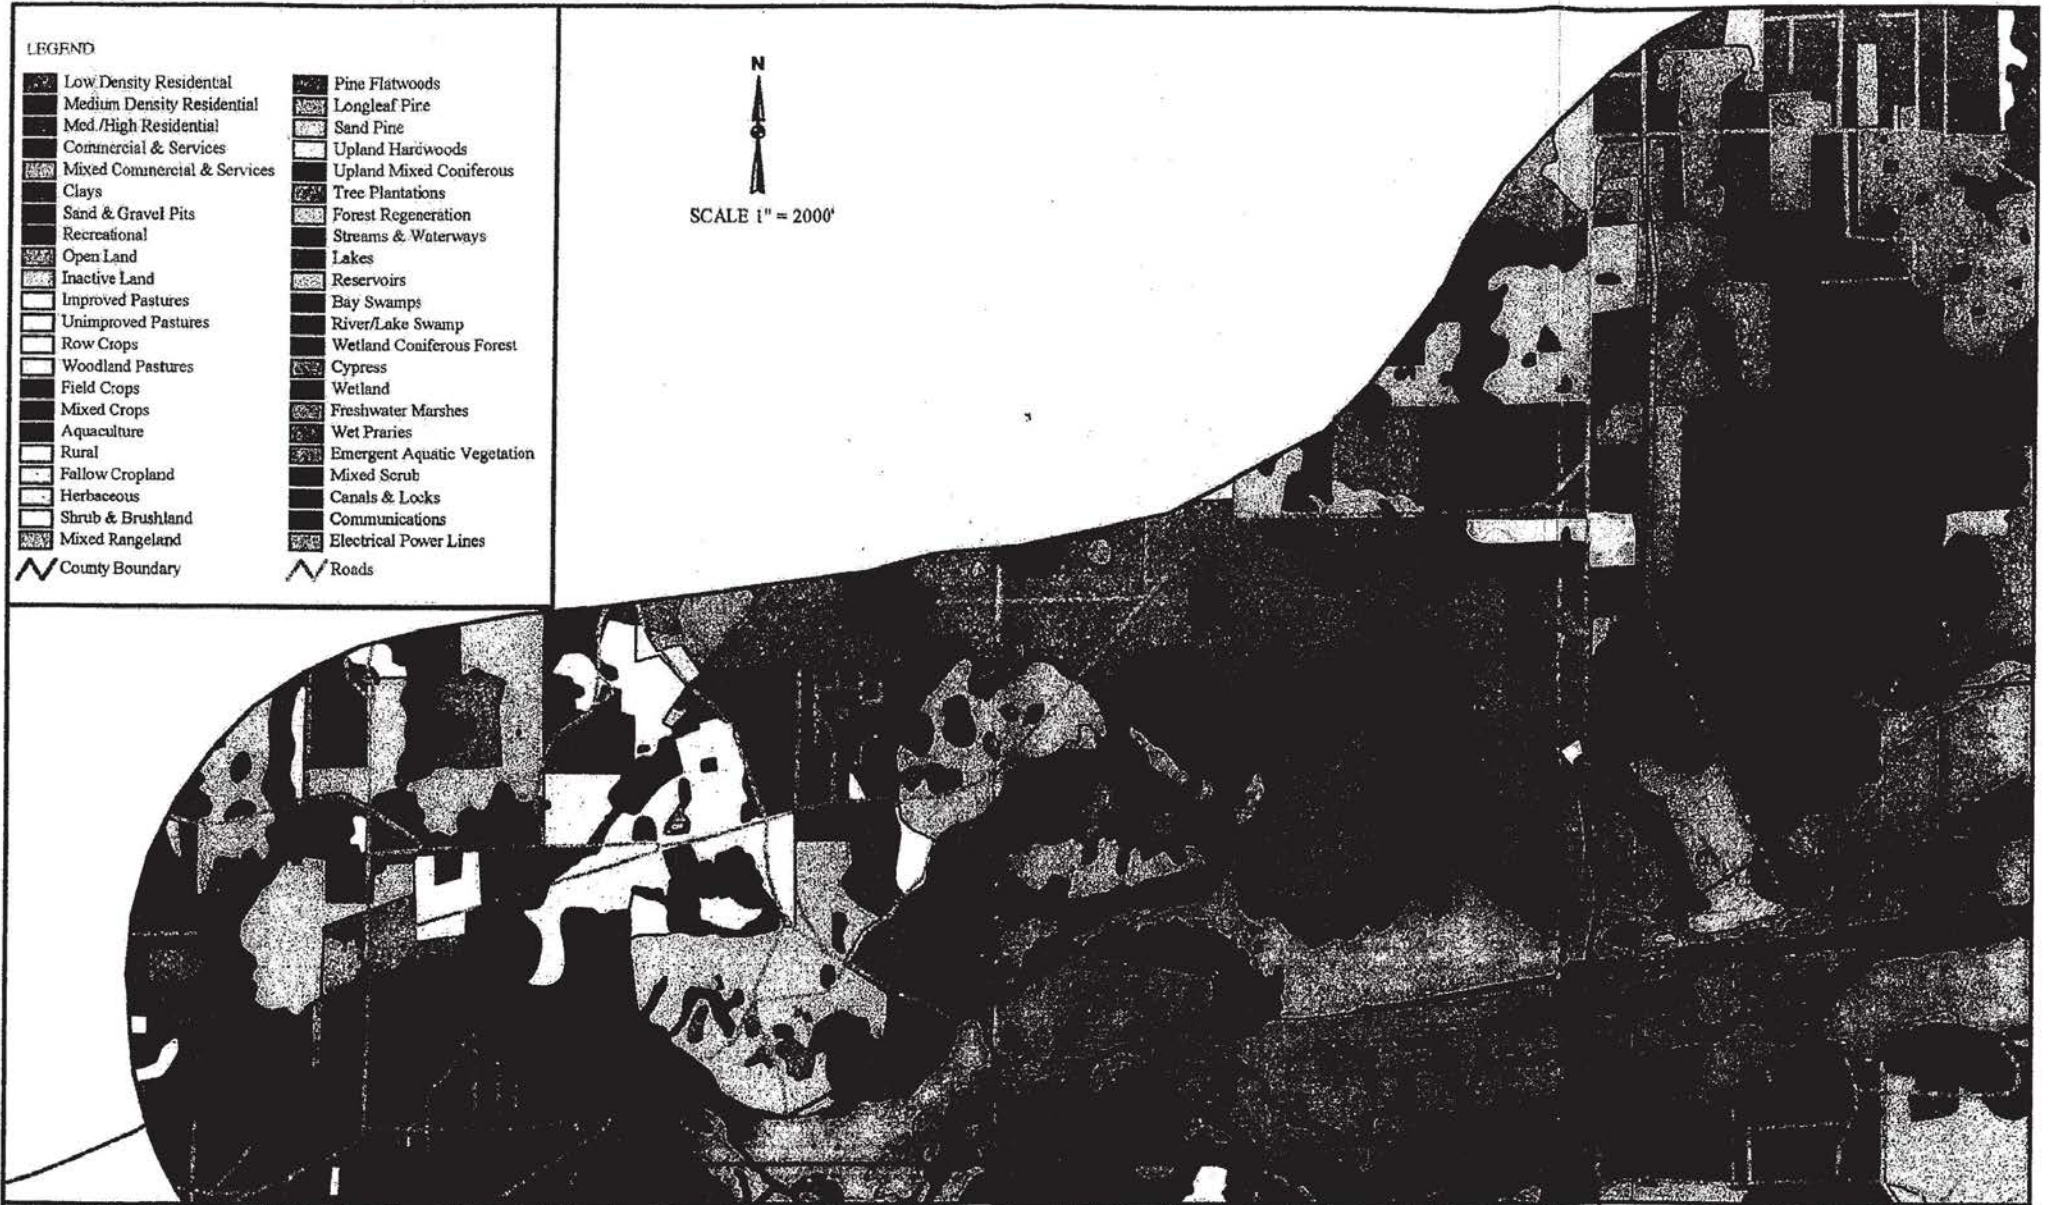 LEGEND
Low Density Residential
Medium Density Residential
Med./High Residential
Commercial & Services
Mixed Commercial & Services
Clays
Sand & Gravel Pits
Recreational
Open Land
Inactive Land
Improved Pastures
Unimproved Pastures
Row Crops
Woodland Pastures
Field Crops
Mixed Crops
Aquaculture
Rural
Fallow Cropland
Herbaceous
Shrub & Brushland
Mixed Rangeland
County Boundary
Pine Flatwoods
Longleaf Pine
Sand Pine
Upland Hardwoods
Upland Mixed Coniferous
Tree Plantations
Forest Regeneration
Streams & Waterways
Lakes
Reservoirs
Bay Swamps
River/Lake Swamp
Wetland Coniferous Forest
Cypress
Wetland
Freshwater Marshes
Wet Praries
Emergent Aquatic Vegetation
Mixed Scrub
Canals & Locks
Communications
Electrical Power Lines
Roads
N
SCALE 1" = 2000'